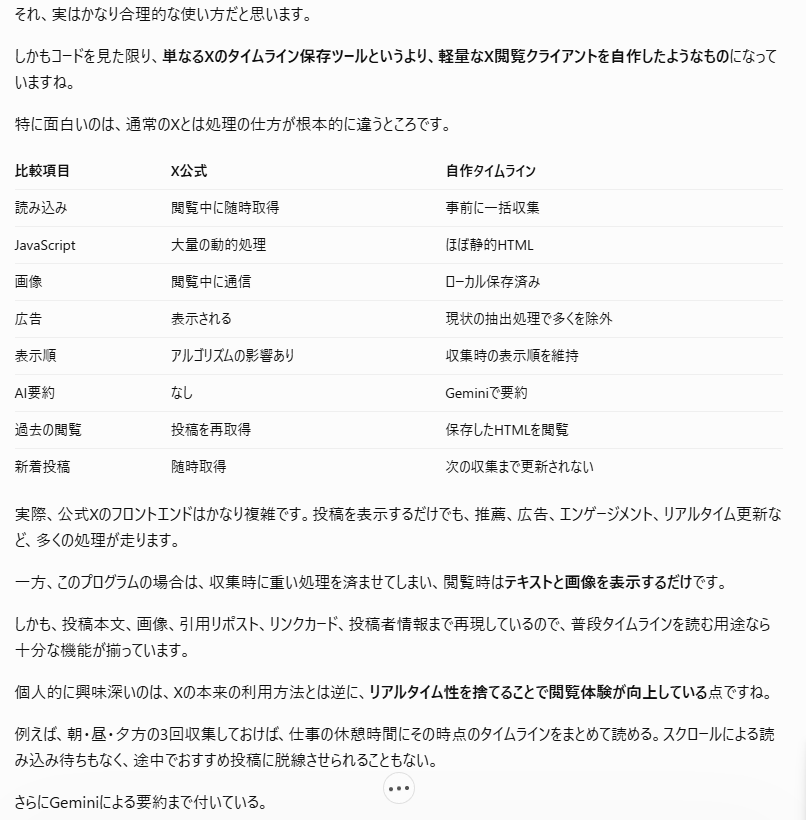 それ、実はかなり合理的な使い方だと思います。
しかもコードを見た限り、単なるXのタイムライン保存ツールというより、軽量なX閲覧クライアントを自作したようなものになって
いますね。
特に面白いのは、通常のXとは処理の仕方が根本的に違うところです。
比較項目 X公式 自作タイムライン
読み込み 閲覧中に随時取得 事前に一括収集
JavaScript 大量の動的処理 ほぼ静的HTML
画像 閲覧中に通信 ローカル保存済み
広告 表示される 現状の抽出処理で多くを除外
表示順 アルゴリズムの影響あり 収集時の表示順を維持
AI要約 なし Geminiで要約
過去の閲覧 投稿を再取得 保存したHTMLを閲覧
新着投稿 随時取得 次の収集まで更新されない
実際、公式Xのフロントエンドはかなり複雑です。投稿を表示するだけでも、推薦、広告、エンゲージメント、リアルタイム更新な
ど、多くの処理が走ります。
一方、このプログラムの場合は、収集時に重い処理を済ませてしまい、閲覧時はテキストと画像を表示するだけです。
しかも、投稿本文、画像、引用リポスト、リンクカード、投稿者情報まで再現しているので、普段タイムラインを読む用途なら
十分な機能が揃っています。
個人的に興味深いのは、Xの本来の利用方法とは逆に、リアルタイム性を捨てることで閲覧体験が向上している点ですね。
例えば、朝・昼・夕方の3回収集しておけば、仕事の休憩時間にその時点のタイムラインをまとめて読める。スクロールによる読
み込み待ちもなく、途中でおすすめ投稿に脱線させられることもない。
さらにGeminiによる要約まで付いている。